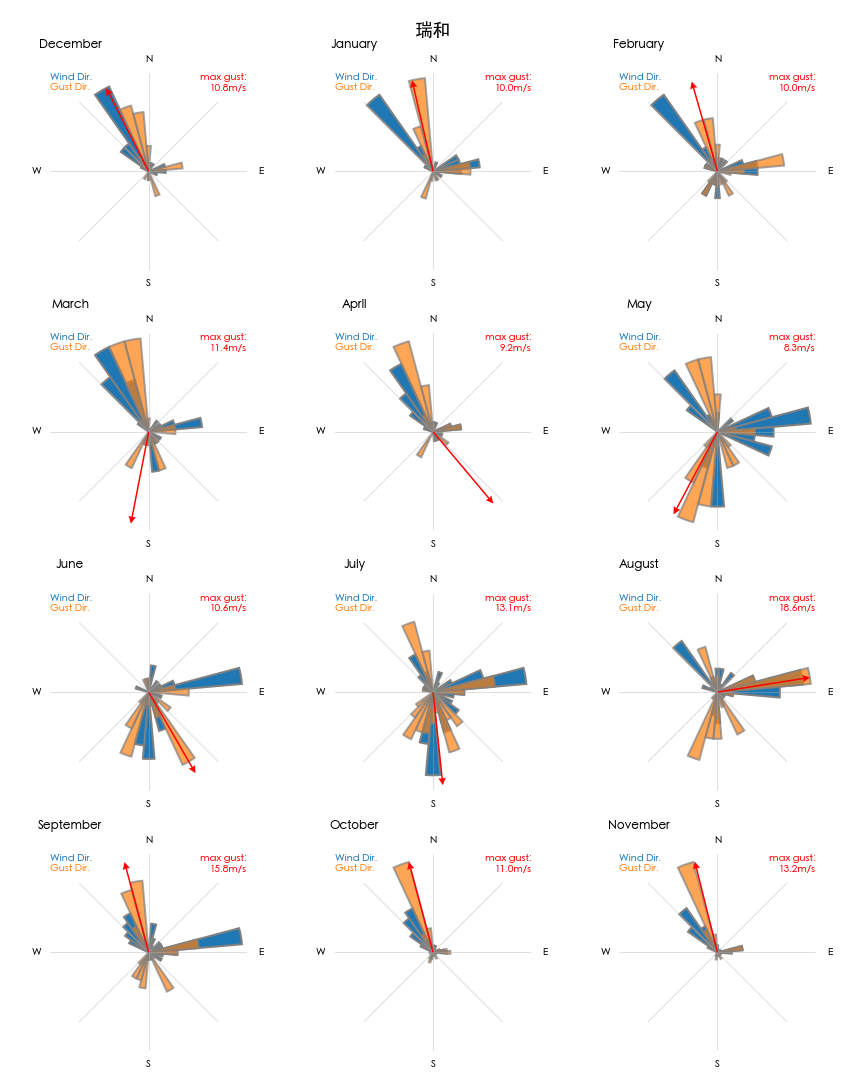 瑞和
December
N
Wind Dir.
Gust Dir.
max gust:
10.8m/s
W
E
S
January
N
Wind Dir.
Gust Dir.
max gust:
10.0m/s
W
E
S
February
N
Wind Dir.
Gust Dir.
max gust:
10.0m/s
W
E
S
March
N
Wind Dir.
Gust Dir.
max gust:
11.4m/s
W
E
S
April
N
Wind Dir.
Gust Dir.
max gust:
9.2m/s
W
E
S
May
N
Wind Dir.
Gust Dir.
max gust:
8.3m/s
W
E
S
June
N
Wind Dir.
Gust Dir.
max gust:
10.6m/s
W
E
S
July
N
Wind Dir.
Gust Dir.
max gust:
13.1m/s
W
E
S
August
N
Wind Dir.
Gust Dir.
max gust:
18.6m/s
W
E
S
September
N
Wind Dir.
Gust Dir.
max gust:
15.8m/s
W
E
S
October
N
Wind Dir.
Gust Dir.
max gust:
11.0m/s
W
E
S
November
N
Wind Dir.
Gust Dir.
max gust:
13.2m/s
W
E
S